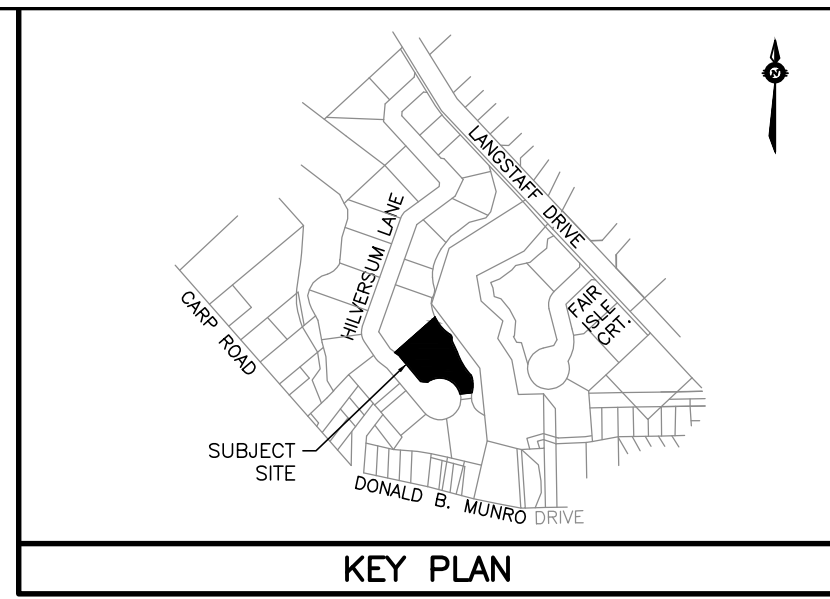 N
LANGSTAFF DRIVE
HILVERSUM LANE
FAIR
ISLE
CRT.
CARP ROAD
SUBJECT
SITE
DONALD B. MUNRO DRIVE
KEY PLAN